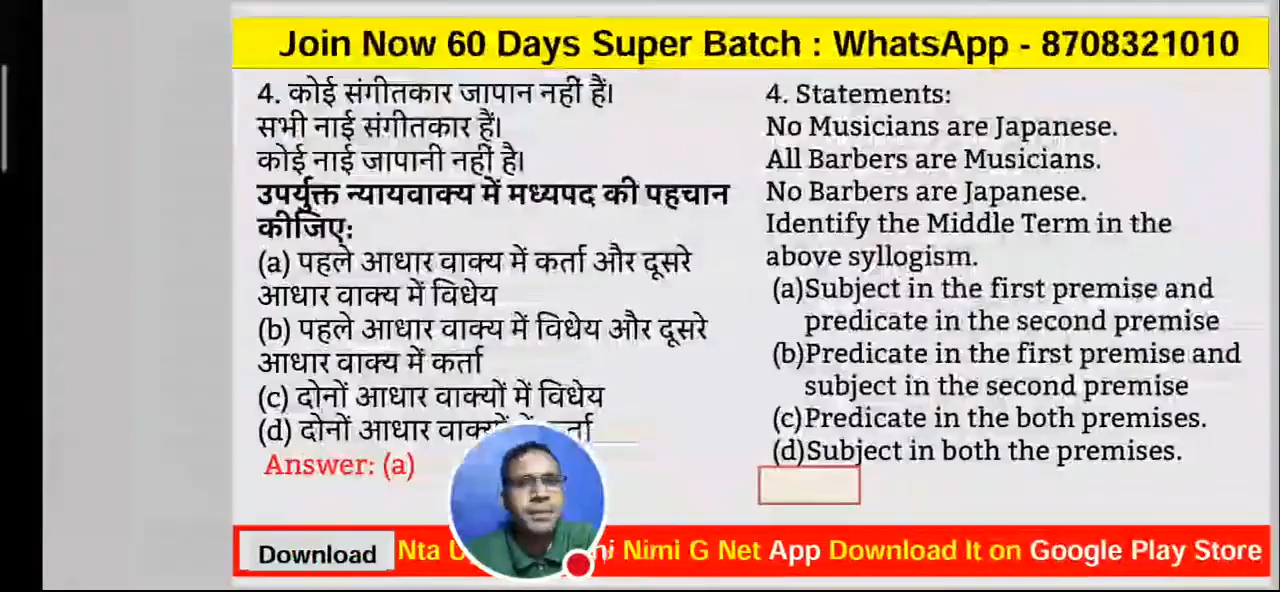 Join Now 60 Days Super Batch : WhatsApp - 8708321010
4. कोई संगीतकार जापान नहीं हैं।
सभी नाई संगीतकार हैं।
कोई नाई जापानी नहीं है।
उपर्युक्त न्यायवाक्य में मध्यपद की पहचान
कीजिए:
(a) पहले आधार वाक्य में कर्ता और दूसरे
आधार वाक्य में विधेय
(b) पहले आधार वाक्य में विधेय और दूसरे
आधार वाक्य में कर्ता
(c) दोनों आधार वाक्यों में विधेय
(d) दोनों आधार
Answer: (a)
4. Statements:
No Musicians are Japanese.
All Barbers are Musicians.
No Barbers are Japanese.
Identify the Middle Term in the
above syllogism.
(a)Subject in the first premise and
predicate in the second premise
(b)Predicate in the first premise and
subject in the second premise
(c)Predicate in the both premises.
(d)Subject in both the premises.
Download Nta Nimi G Net App Download It on Google Play Store